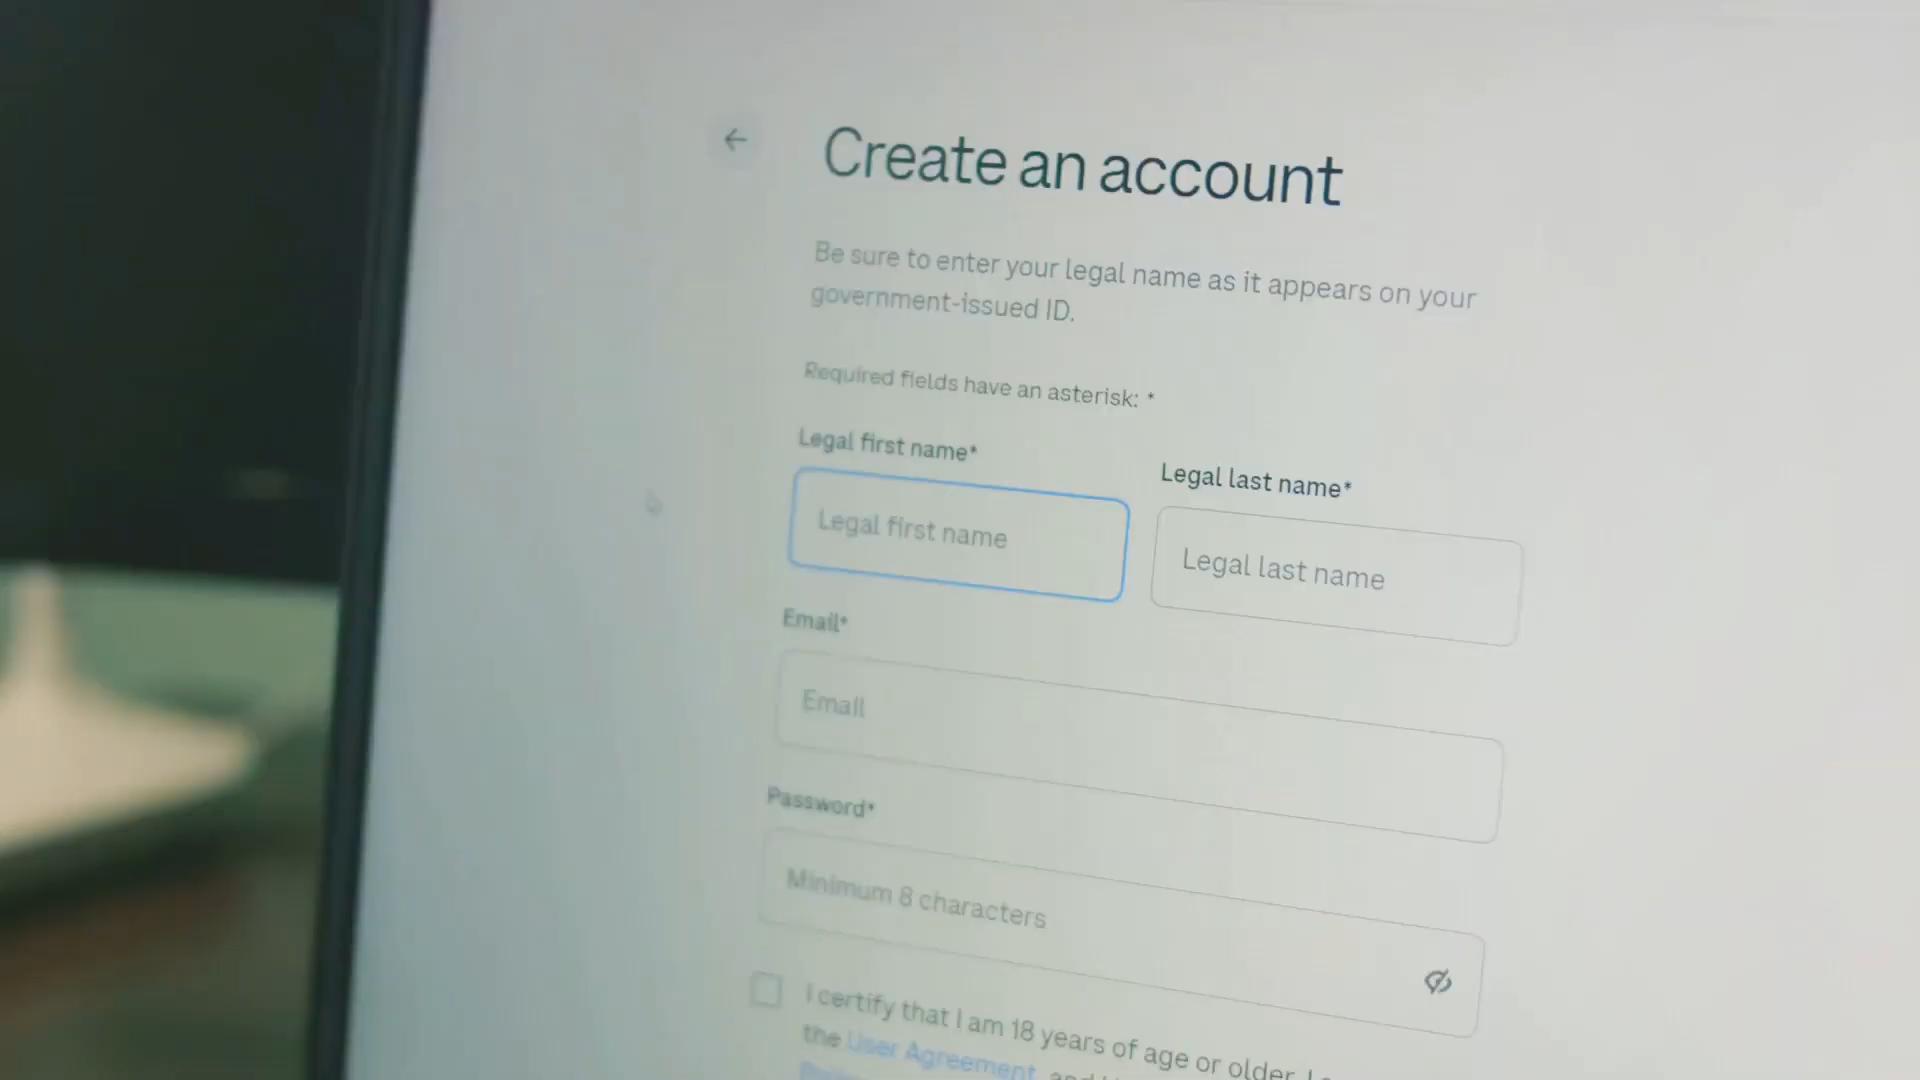 Create an account
Be sure to enter your legal name as it appears on your
government-issued ID.
Required fields have an asterisk: *
Legal first name*
Legal last name*
Legal first name
Legal last name
Email*
Email
Password*
Minimum 8 characters
I certify that I am 18 years of age or older, I
the User Agreement, and